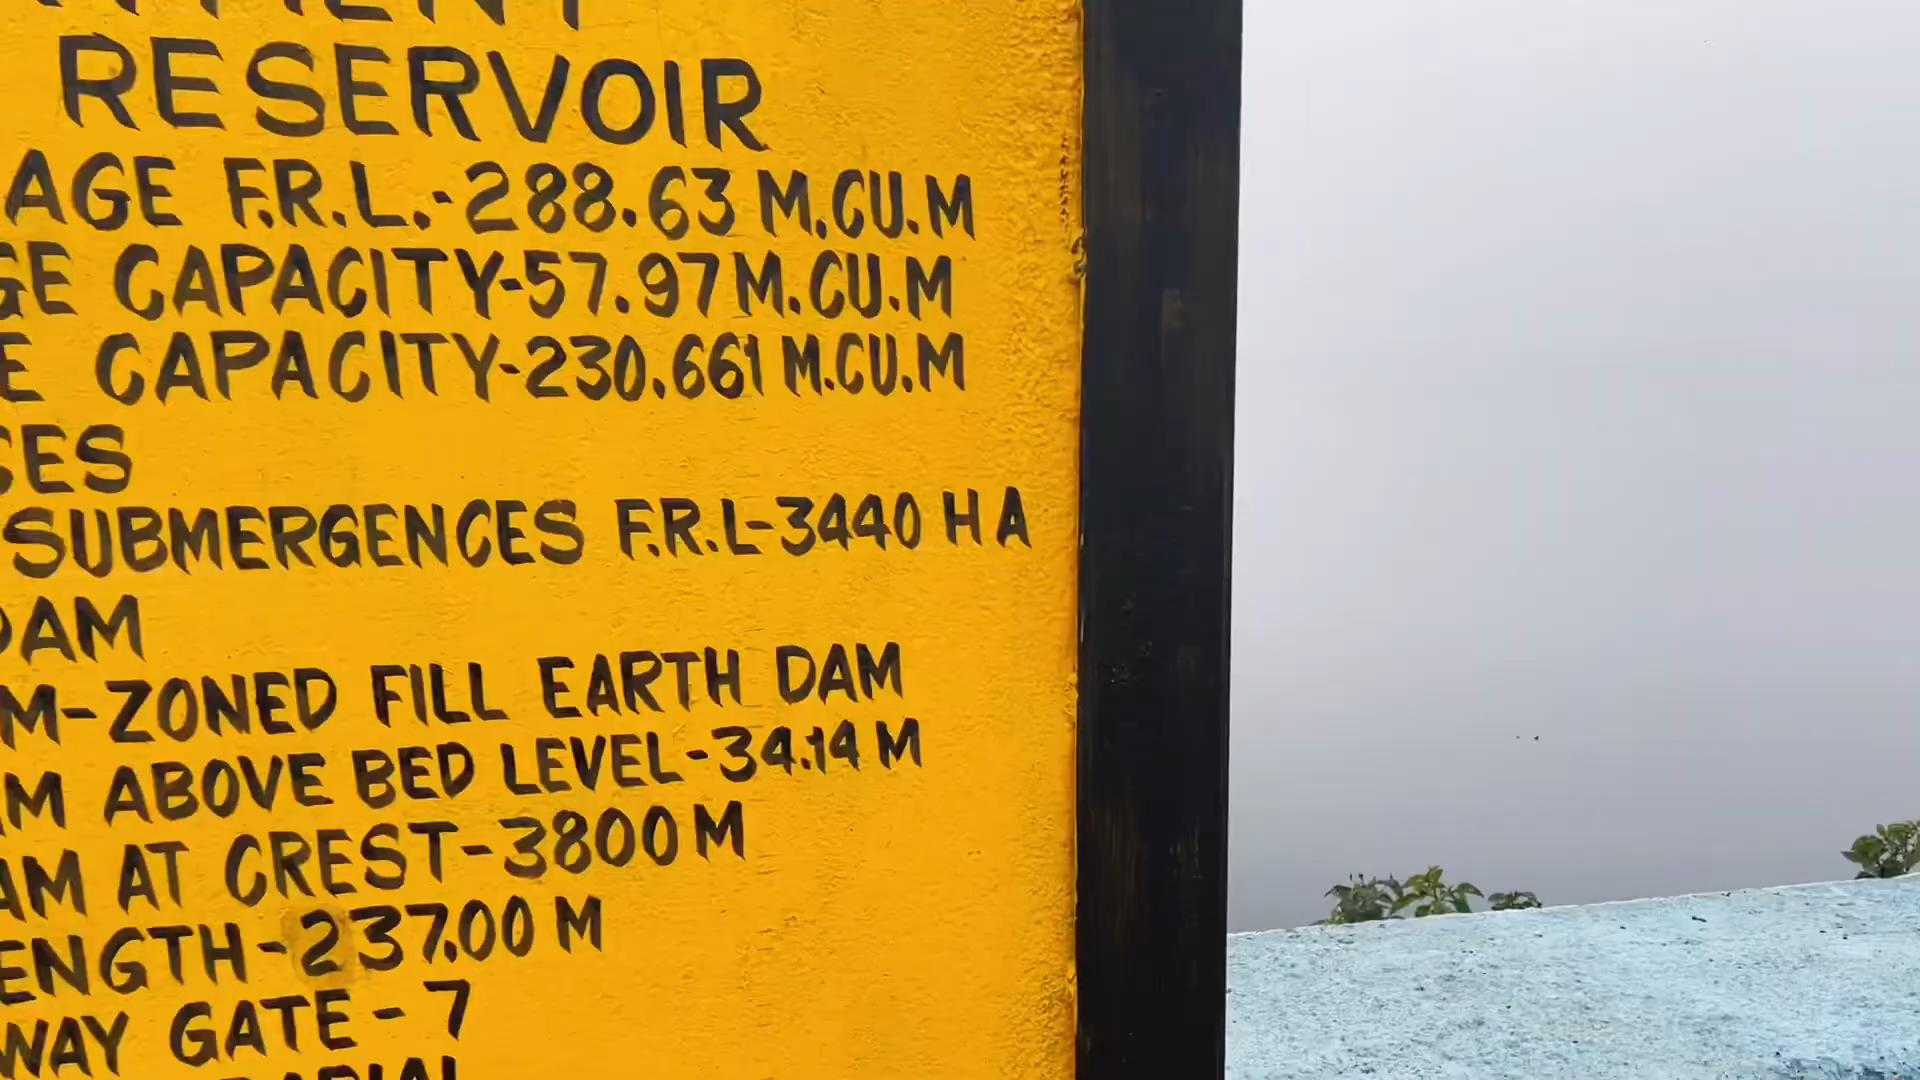 RESERVOIR
AGE F.R.L.-288.63 M.CU.M
GE CAPACITY-57.97 M.CU.M
E CAPACITY-230.661 M.CU.M
CES
SUBMERGENCES F.R.L-3440 HA
DAM
M-ZONED FILL EARTH DAM
M ABOVE BED LEVEL-34.14 M
AM AT CREST-3800 M
ENGTH-237.00 M
WAY GATE-7